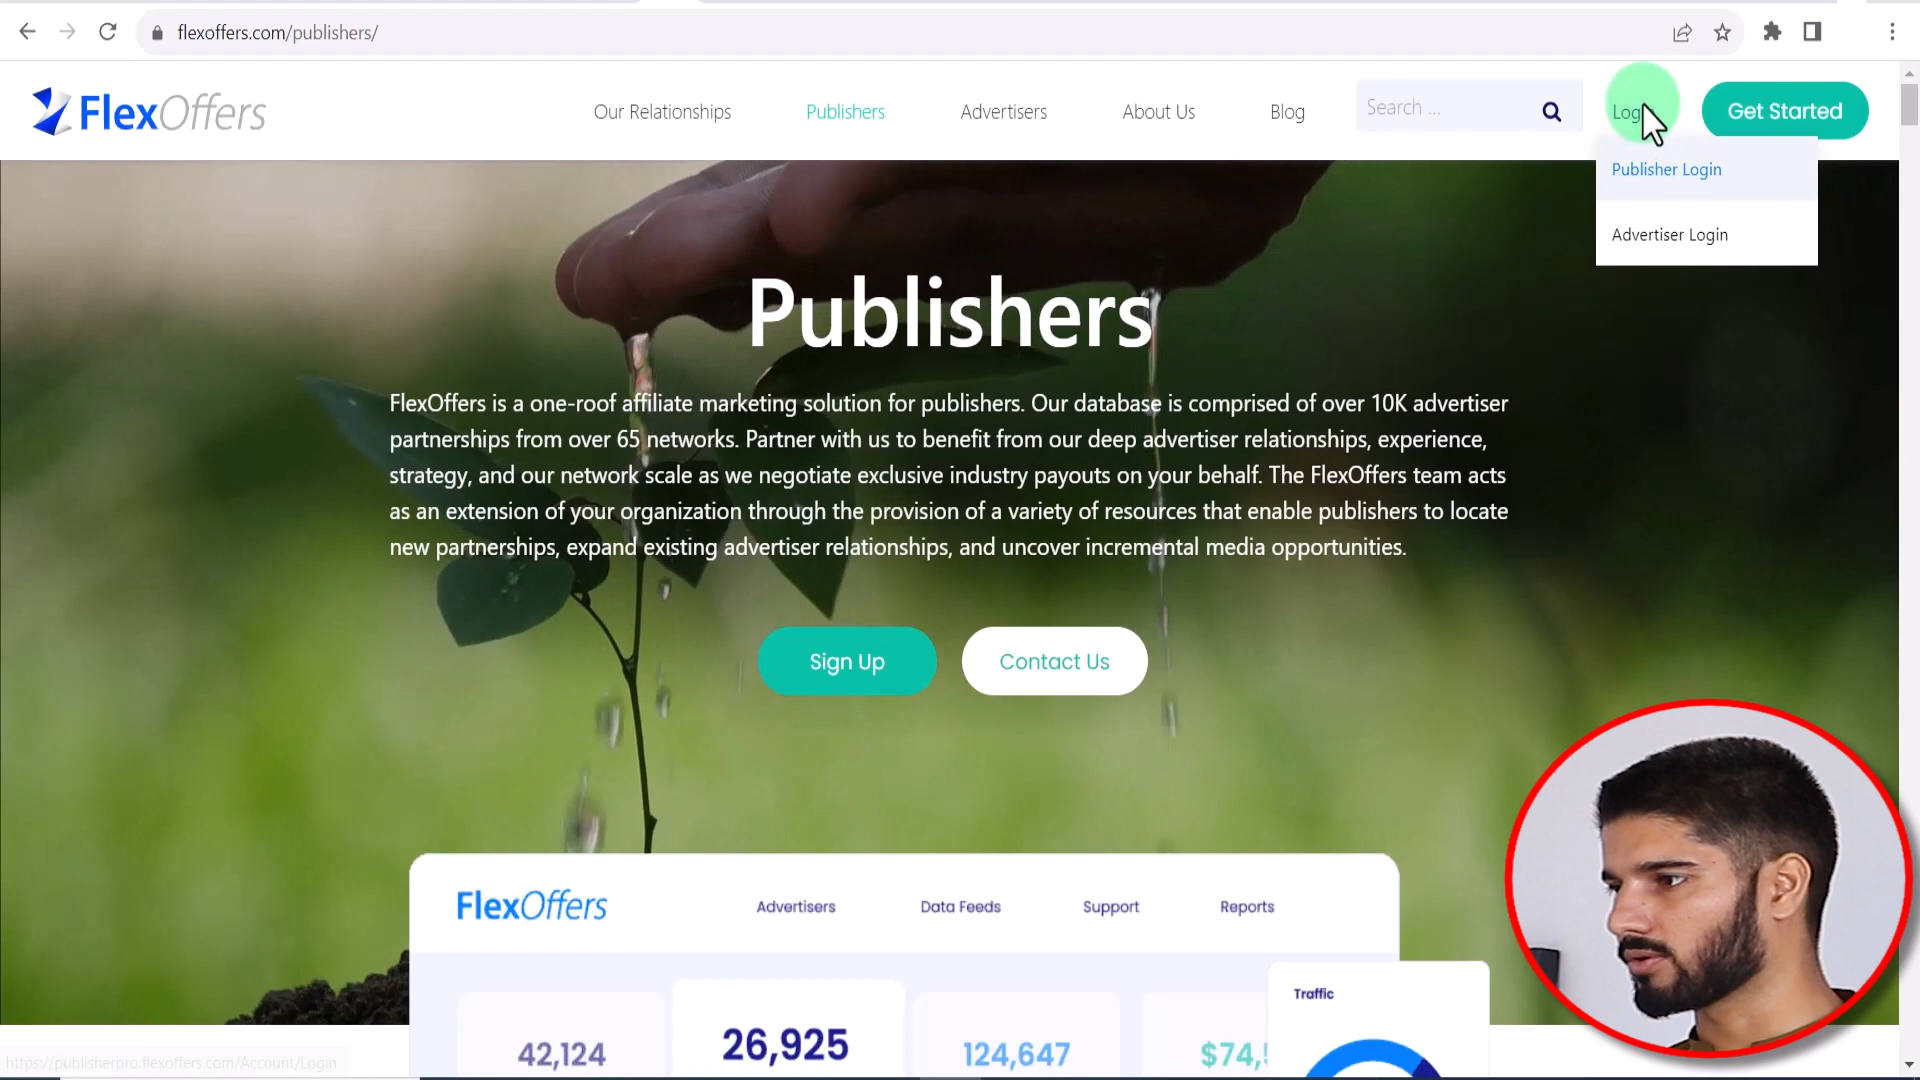 flexoffers.com/publishers/
FlexOffers
Our Relationships
Publishers
Advertisers
About Us
Blog
Search ...
Get Started
Publisher Login
Advertiser Login
Publishers
FlexOffers is a one-roof affiliate marketing solution for publishers. Our database is comprised of over 10K advertiser
partnerships from over 65 networks. Partner with us to benefit from our deep advertiser relationships, experience,
strategy, and our network scale as we negotiate exclusive industry payouts on your behalf. The FlexOffers team acts
as an extension of your organization through the provision of a variety of resources that enable publishers to locate
new partnerships, expand existing advertiser relationships, and uncover incremental media opportunities.
Sign Up
Contact Us
FlexOffers
Advertisers
Data Feeds
Support
Reports
Traffic
42,124
26,925
124,647
https://publisherpro.flexoffers.com/Account/Login